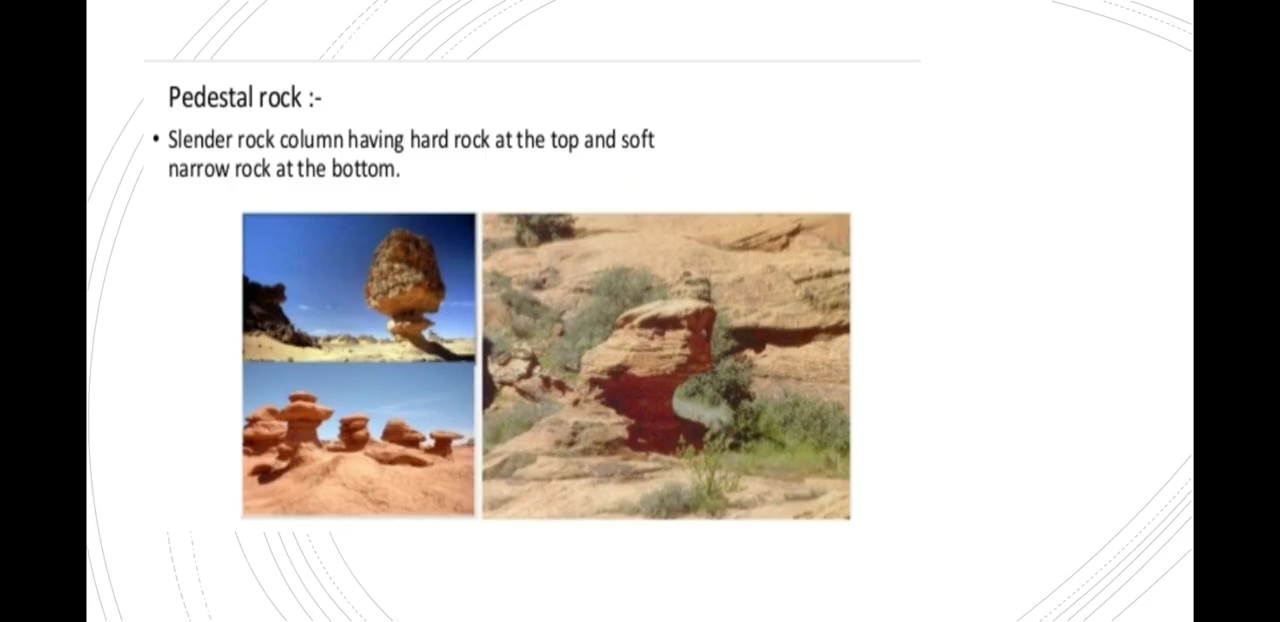 Pedestal rock :-
• Slender rock column having hard rock at the top and soft
narrow rock at the bottom.